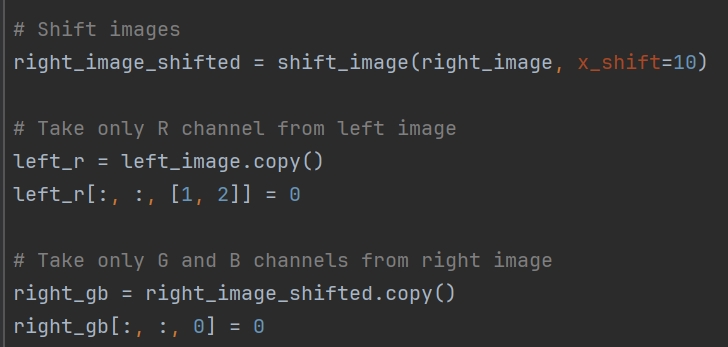 # Shift images
right_image_shifted = shift_image(right_image, x_shift=10)
# Take only R channel from left image
left_r = left_image.copy()
left_r[:, :, [1, 2]] = 0
# Take only G and B channels from right image
right_gb = right_image_shifted.copy()
right_gb[:, :, 0] = 0